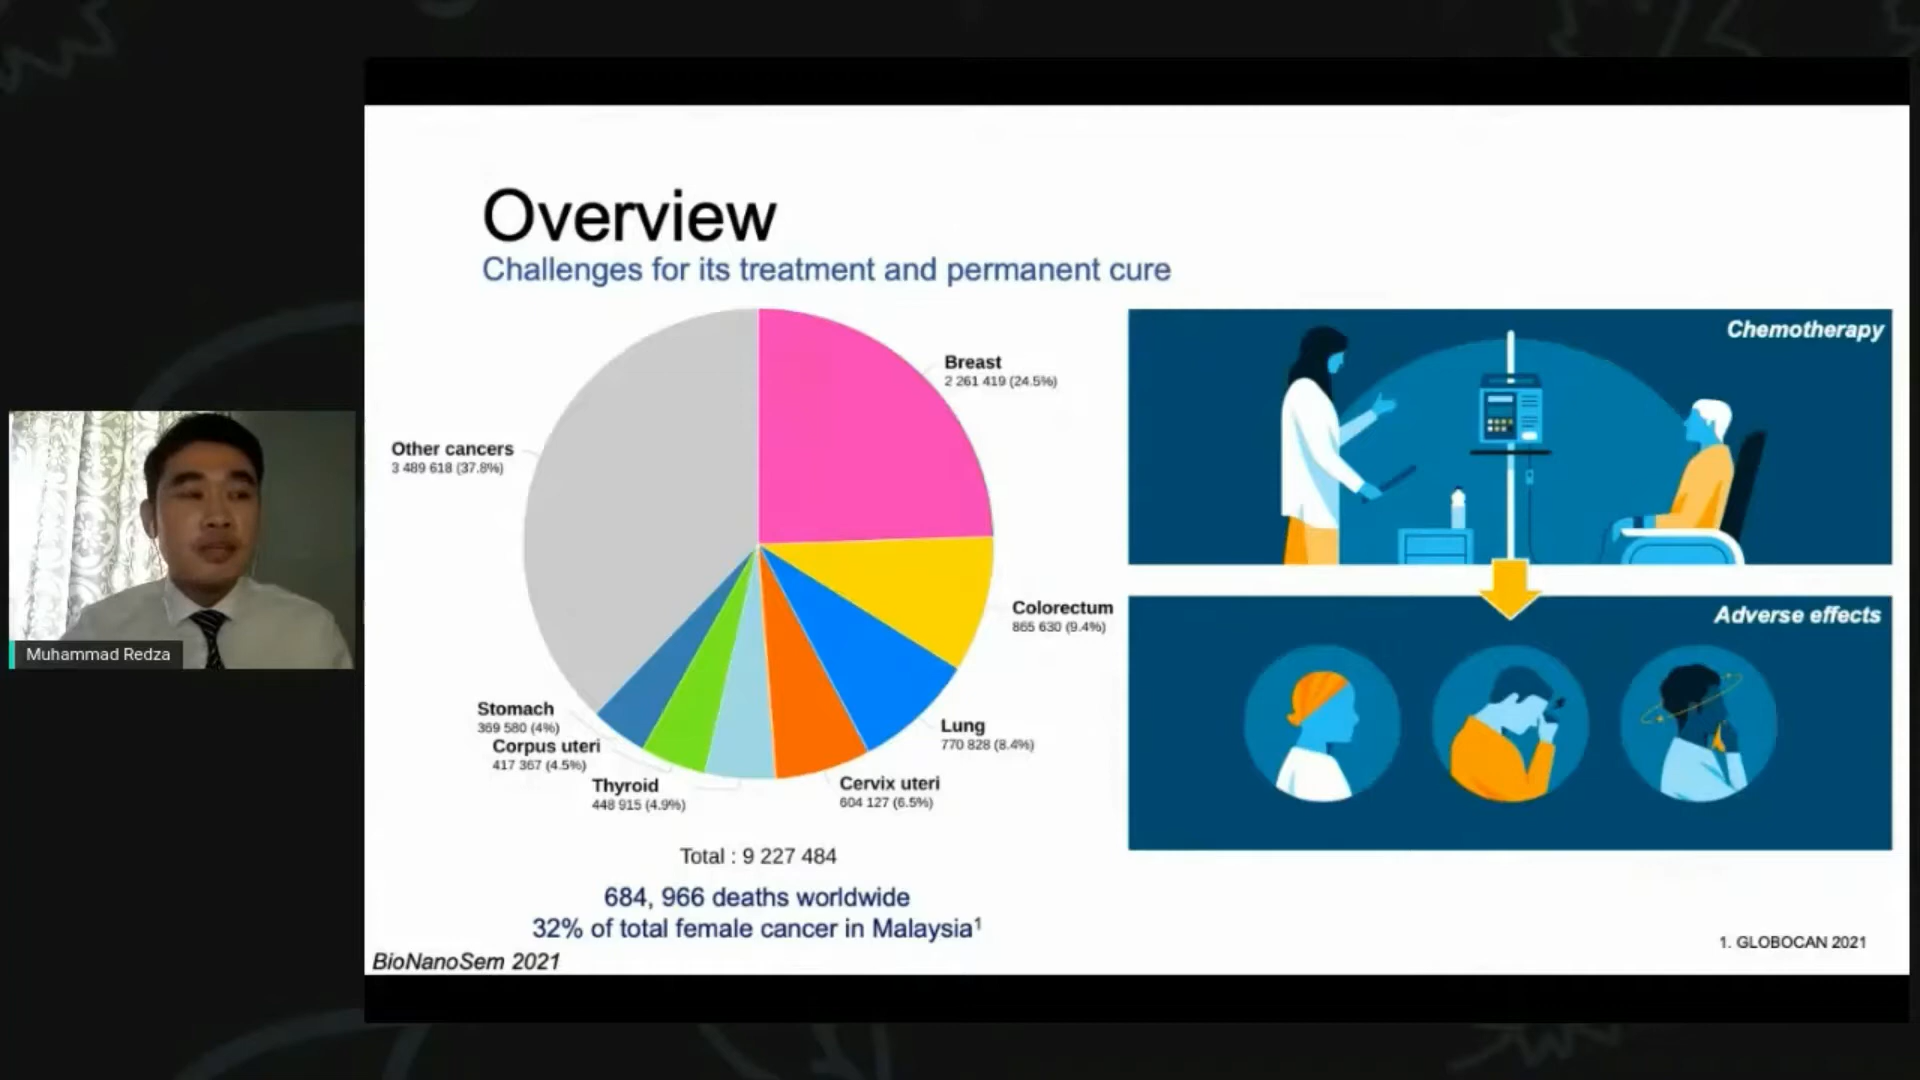 Overview
Challenges for its treatment and permanent cure
Breast
2 261 419 (24.5%)
Colorectum
865 630 (9.4%)
Lung
770 828 (8.4%)
Cervix uteri
604 127 (6.5%)
Thyroid
448 915 (4.9%)
Corpus uteri
417 367 (4.5%)
Stomach
369 580 (4%)
Other cancers
3 489 618 (37.8%)
Total : 9 227 484
684, 966 deaths worldwide
32% of total female cancer in Malaysia¹
BioNanoSem 2021
Chemotherapy
Adverse effects
1. GLOBOCAN 2021
Muhammad Redza